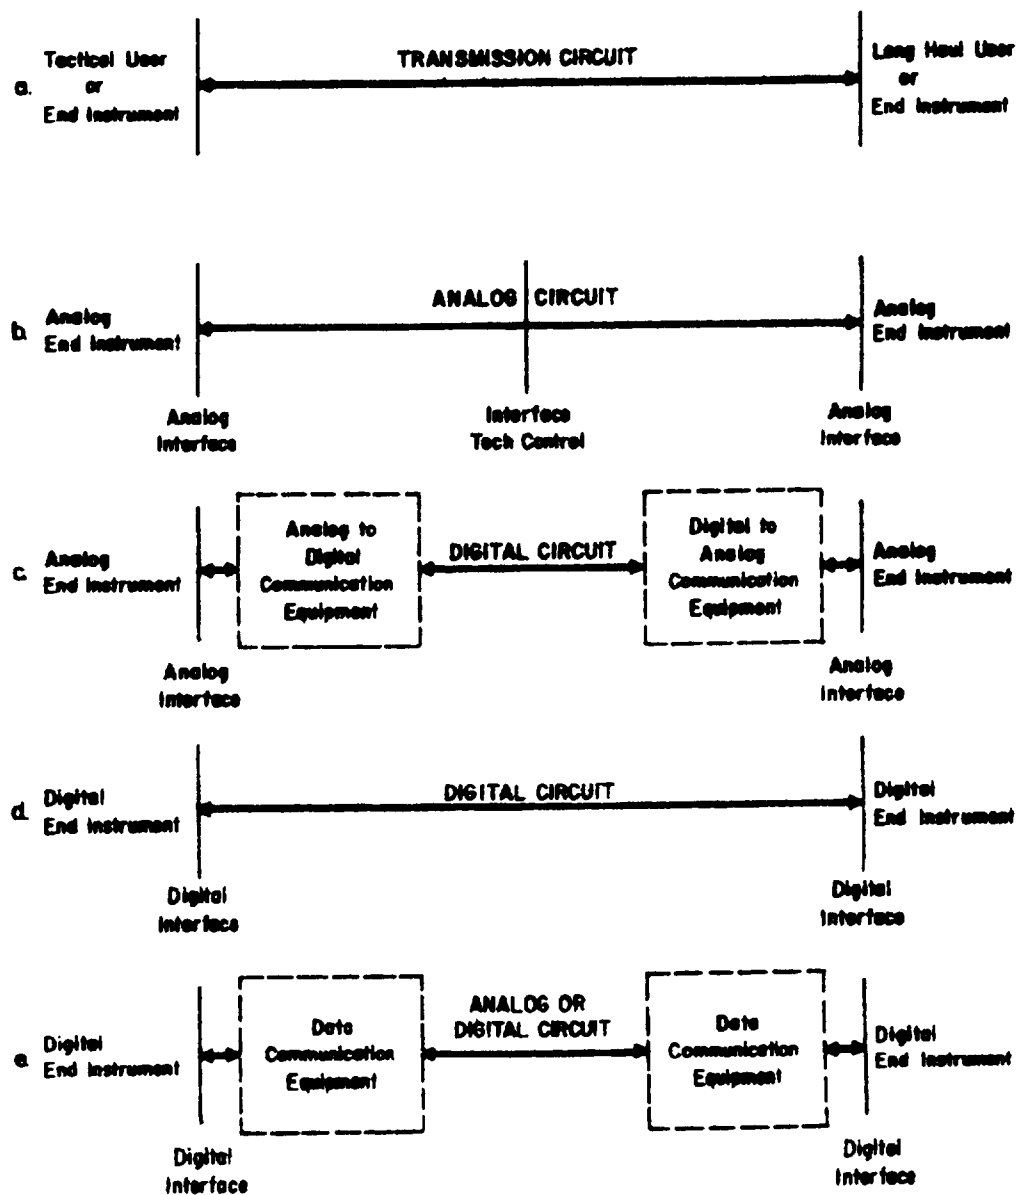 a.
Tactical User
or
End Instrument
TRANSMISSION CIRCUIT
Long Haul User
or
End Instrument
b.
Analog
End Instrument
ANALOG CIRCUIT
Analog
End Instrument
Analog
Interface
Interface
Tech Control
Analog
Interface
c.
Analog
End Instrument
Analog to
Digital
Communication
Equipment
DIGITAL CIRCUIT
Digital to
Analog
Communication
Equipment
Analog
End Instrument
Analog
Interface
Analog
Interface
d.
Digital
End Instrument
DIGITAL CIRCUIT
Digital
End Instrument
Digital
Interface
Digital
Interface
e.
Digital
End Instrument
Data
Communication
Equipment
ANALOG OR
DIGITAL CIRCUIT
Data
Communication
Equipment
Digital
End Instrument
Digital
Interface
Digital
Interface